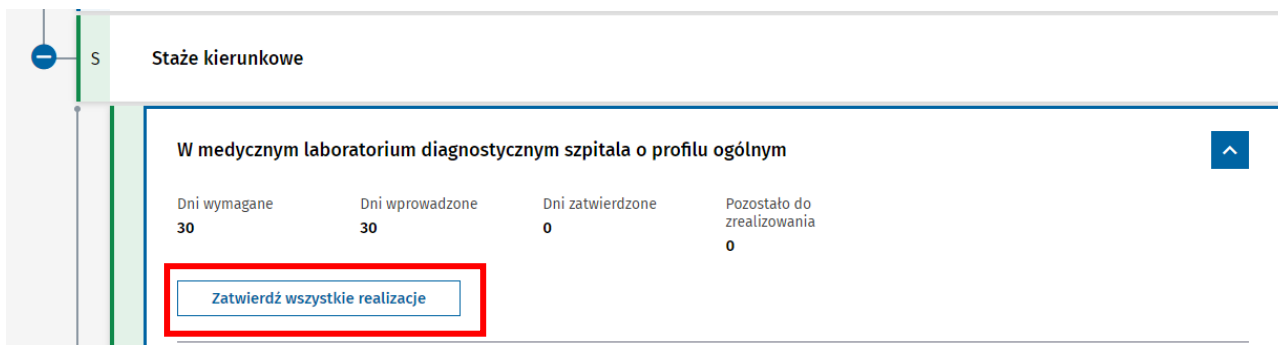 S
Staże kierunkowe
W medycznym laboratorium diagnostycznym szpitala o profilu ogólnym
Dni wymagane
30
Dni wprowadzone
30
Dni zatwierdzone
0
Pozostało do
zrealizowania
0
Zatwierdź wszystkie realizacje